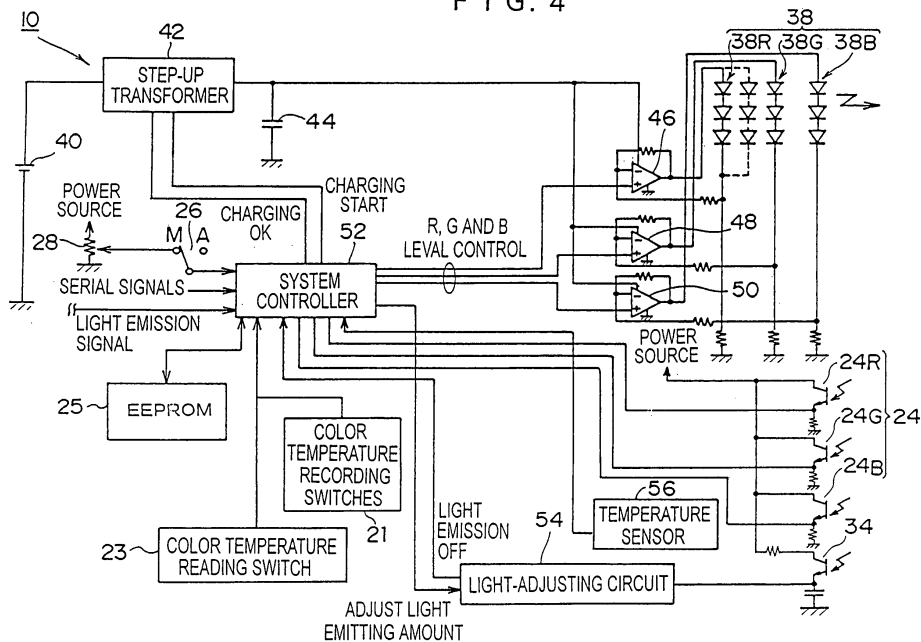 FIG. 4
10
42
STEP-UP
TRANSFORMER
44
40
38
38R 38G 38B
46
48
50
POWER
SOURCE
28
M A
26
CHARGING
OK
CHARGING
START
52
SYSTEM
CONTROLLER
R, G AND B
LEVAL CONTROL
SERIAL SIGNALS
LIGHT EMISSION
SIGNAL
POWER
SOURCE
24R
24G
24
24B
34
25
EEPROM
COLOR
TEMPERATURE
RECORDING
SWITCHES
21
23
COLOR TEMPERATURE
READING SWITCH
LIGHT
EMISSION
OFF
56
TEMPERATURE
SENSOR
54
LIGHT-ADJUSTING CIRCUIT
ADJUST LIGHT
EMITTING AMOUNT